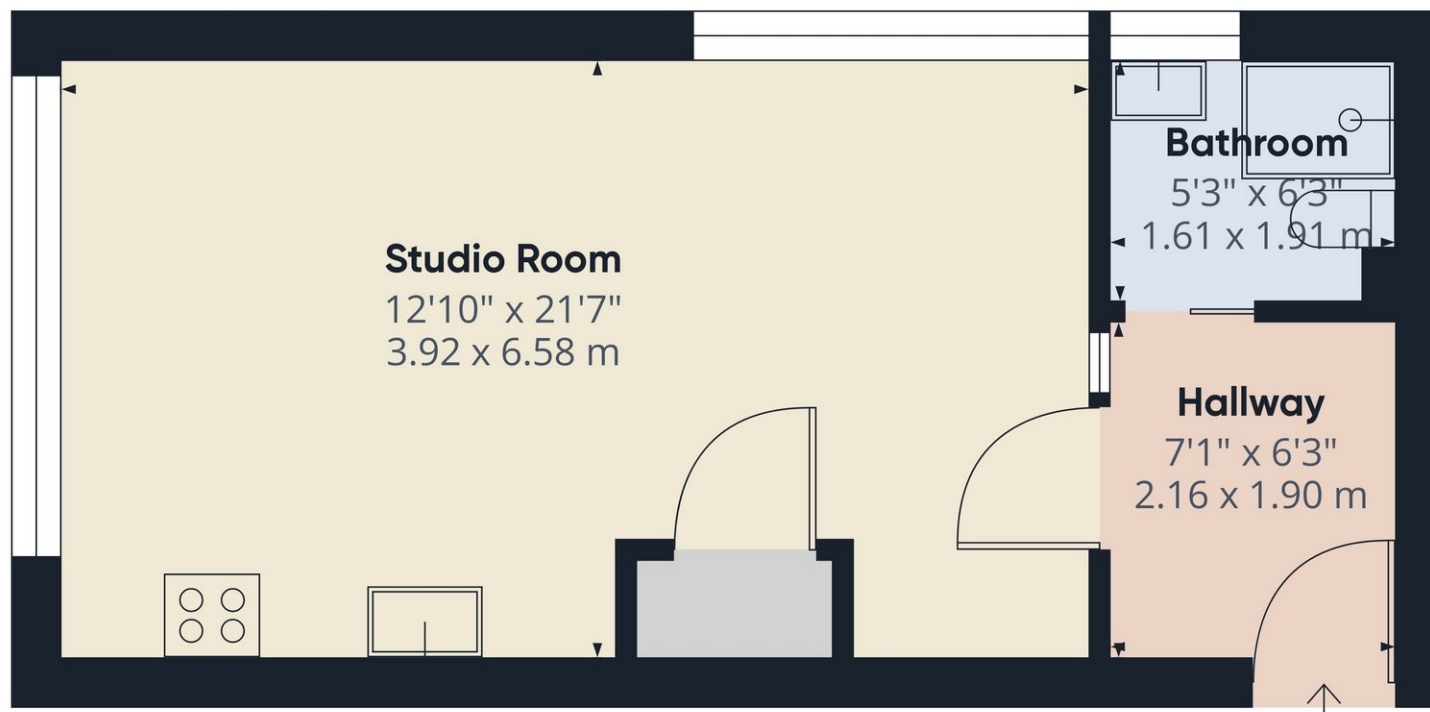 Studio Room
12'10" x 21'7"
3.92 x 6.58 m
Bathroom
5'3" x 6'3"
1.61 x 1.91 m
Hallway
7'1" x 6'3"
2.16 x 1.90 m